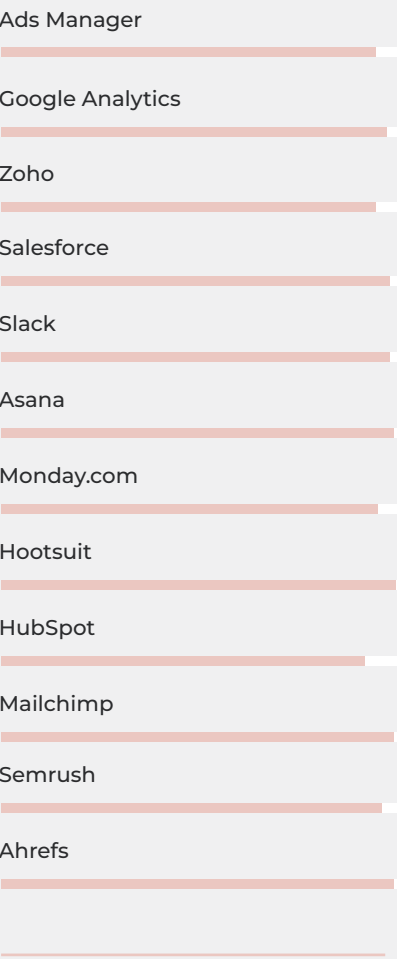 Ads Manager
Google Analytics
Zoho
Salesforce
Slack
Asana
Monday.com
Hootsuit
HubSpot
Mailchimp
Semrush
Ahrefs